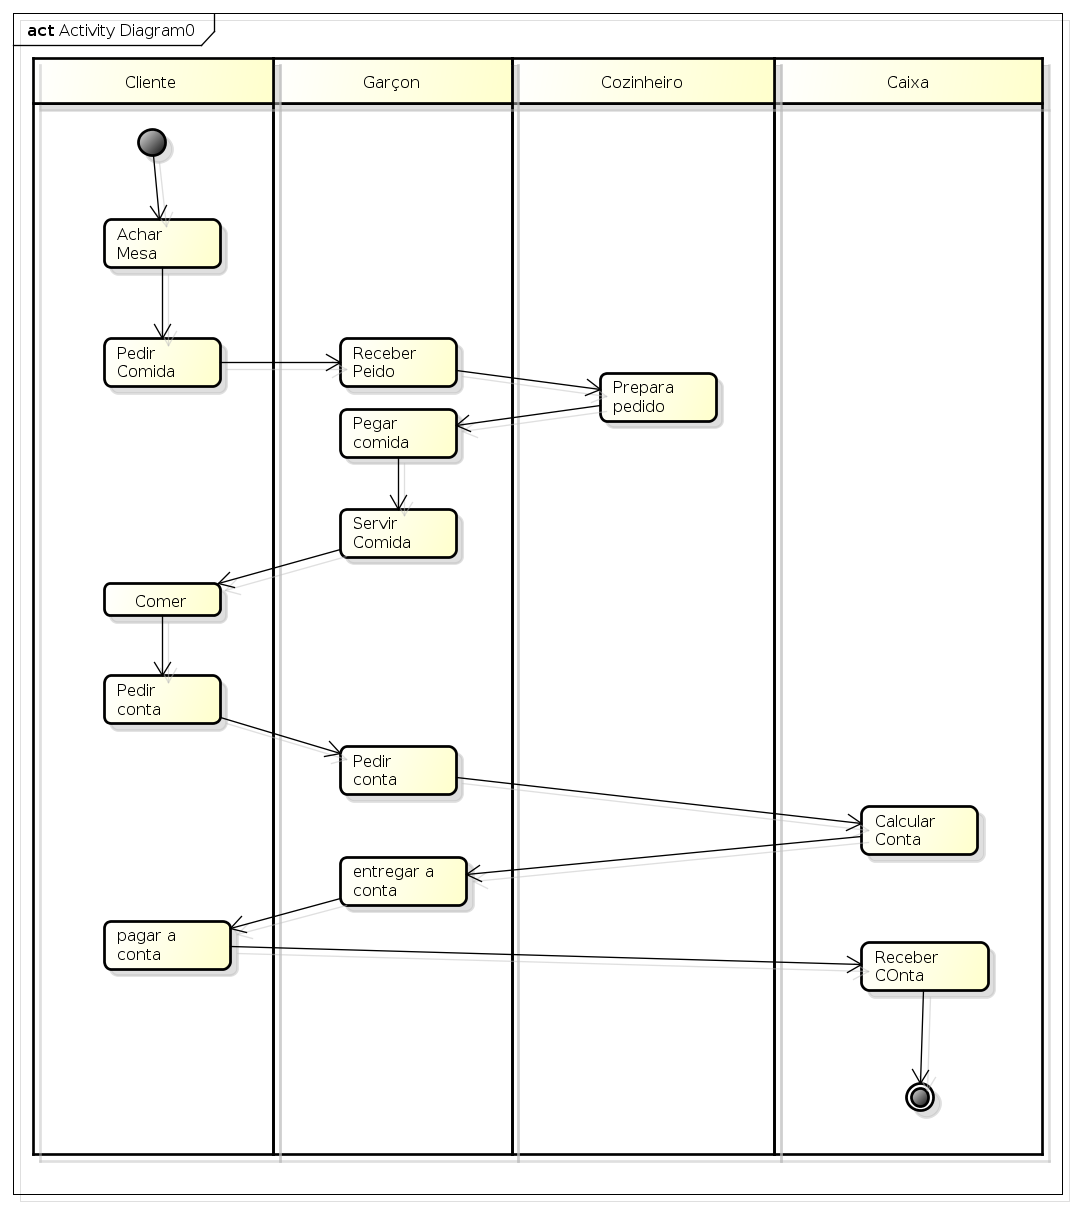 act Activity Diagram0
Cliente
Garçon
Cozinheiro
Caixa
Achar
Mesa
Pedir
Comida
Receber
Peido
Prepara
pedido
Pegar
comida
Servir
Comida
Comer
Pedir
conta
Pedir
conta
Calcular
Conta
entregar a
conta
pagar a
conta
Receber
COnta